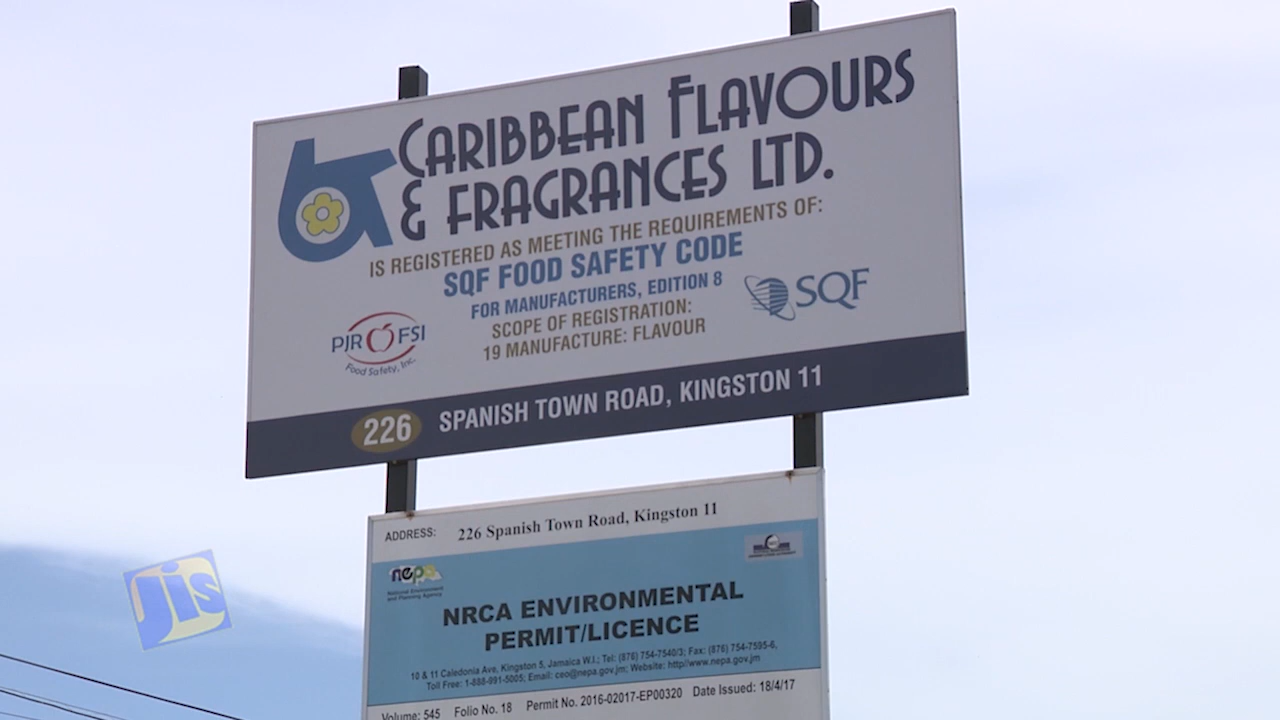 CARIBBEAN FLAVOURS
& FRAGRANCES LTD.
IS REGISTERED AS MEETING THE REQUIREMENTS OF:
SQF FOOD SAFETY CODE
FOR MANUFACTURERS, EDITION 8
SCOPE OF REGISTRATION:
19 MANUFACTURE: FLAVOUR
PJR FSI
Food Safety, Inc.
SQF
226 SPANISH TOWN ROAD, KINGSTON 11
ADDRESS: 226 Spanish Town Road, Kingston 11
nepa
National Environment
and Planning Agency
NRCA ENVIRONMENTAL
PERMIT/LICENCE
10 & 11 Caledonia Ave, Kingston 5, Jamaica W.I.; Tel: (876) 754-7540/3; Fax: (876) 754-7595-6,
Toll Free: 1-888-991-5005; Email: ceo@nepa.gov.jm; Website: http//www.nepa.gov.jm
Volume: 545 Folio No. 18 Permit No. 2016-02017-EP00320 Date Issued: 18/4/17
jis